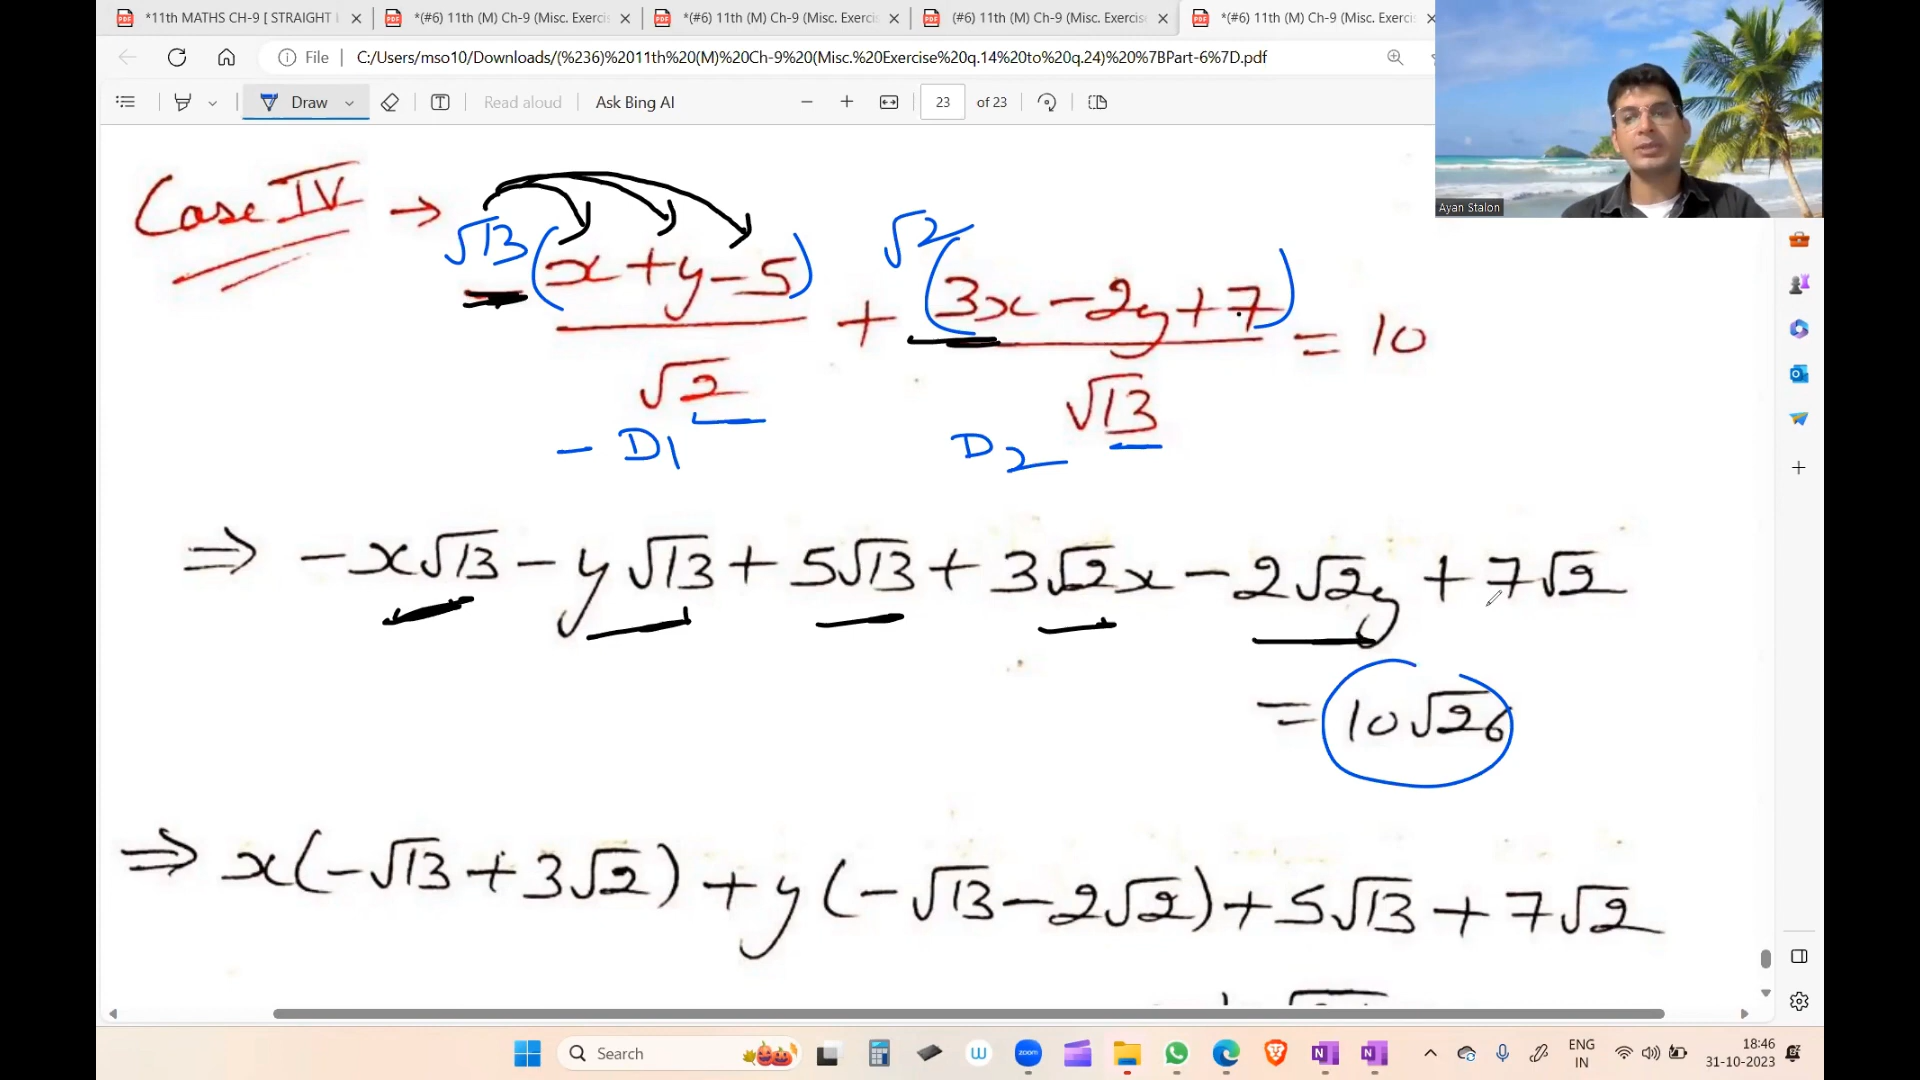 *11th MATHS CH-9 [ STRAIGHT
*(#6) 11th (M) Ch-9 (Misc. Exercis
*(#6) 11th (M) Ch-9 (Misc. Exercis
(#6) 11th (M) Ch-9 (Misc. Exercise
*(#6) 11th (M) Ch-9 (Misc. Exercis
File | C:/Users/mso10/Downloads/(%236)%2011th%20(M)%20Ch-9%20(Misc.%20Exercise%20q.14%20to%20q.24)%20%7BPart-6%7D.pdf
Draw Read aloud Ask Bing AI 23 of 23
Ayan Stalon
Case IV → −√13(x+y−5)/√2 + √2(3x−2y+7)/√13 = 10
− D1 D2
⇒ −x√13 − y√13 + 5√13 + 3√2x − 2√2y + 7√2
= 10√26
⇒ x(−√13+3√2) + y(−√13−2√2) + 5√13 + 7√2
Search
zoom
ENG
IN
18:46
31-10-2023